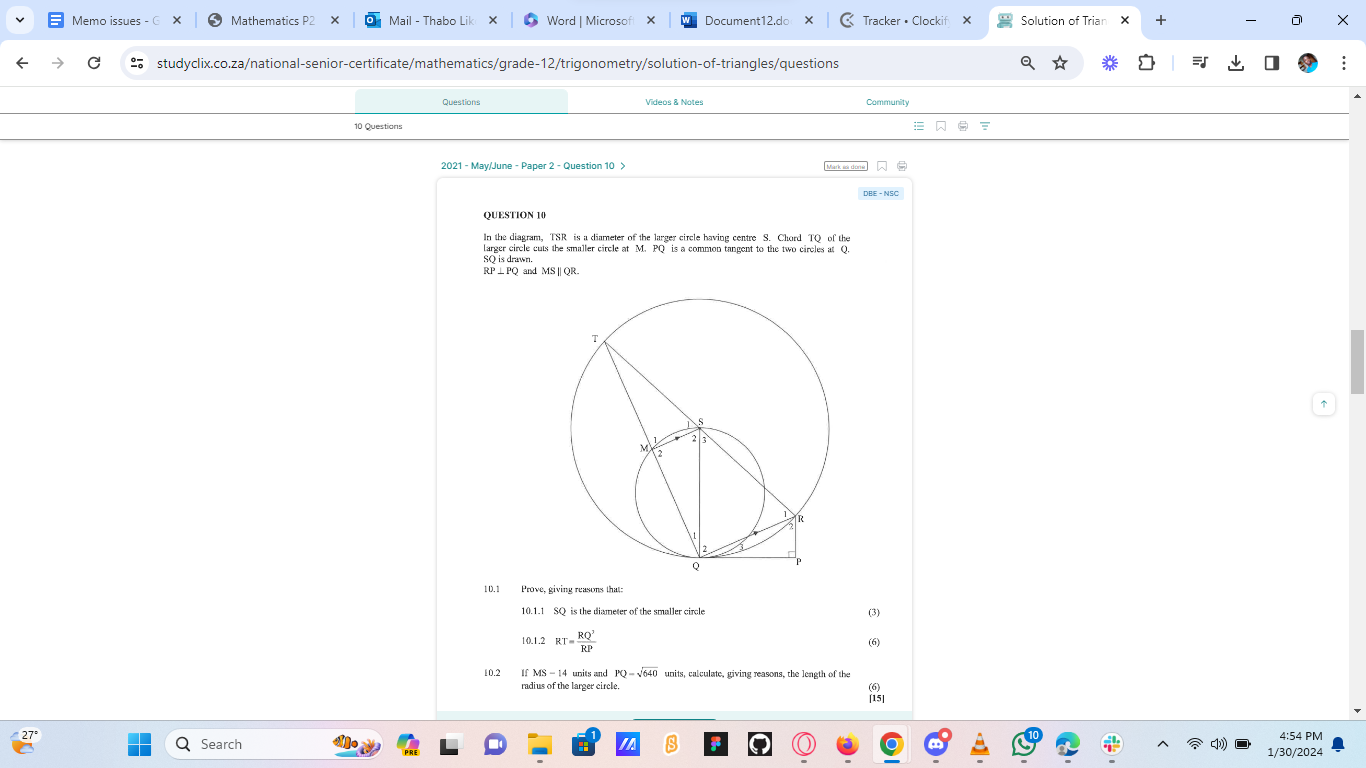 Memo issues - G
Mathematics P2
Mail - Thabo Lik
Word | Microsof
Document 2.do
Tracker • Clockify
Solution of Trian
studyclix.co.za/national-senior-certificate/mathematics/grade-12/trigonometry/solution-of-triangles/questions
Questions
Videos & Notes
Community
10 Questions
2021 - May/June - Paper 2 - Question 10 >
Mark as done
DBE - NSC
QUESTION 10
In the diagram, TSR is a diameter of the larger circle having centre S. Chord TQ of the
larger circle cuts the smaller circle at M. PQ is a common tangent to the two circles at Q.
SQ is drawn.
RP ⊥ PQ and MS || QR.
T
1 S
2 3
M 1
2
1
R
2
1
2
3
Q
P
10.1 Prove, giving reasons that:
10.1.1 SQ is the diameter of the smaller circle (3)
10.1.2 RT = RQ²/RP (6)
10.2 If MS = 14 units and PQ = √640 units, calculate, giving reasons, the length of the
radius of the larger circle. (6)
[15]
27°
Search
PRE
1
10
4:54 PM
1/30/2024